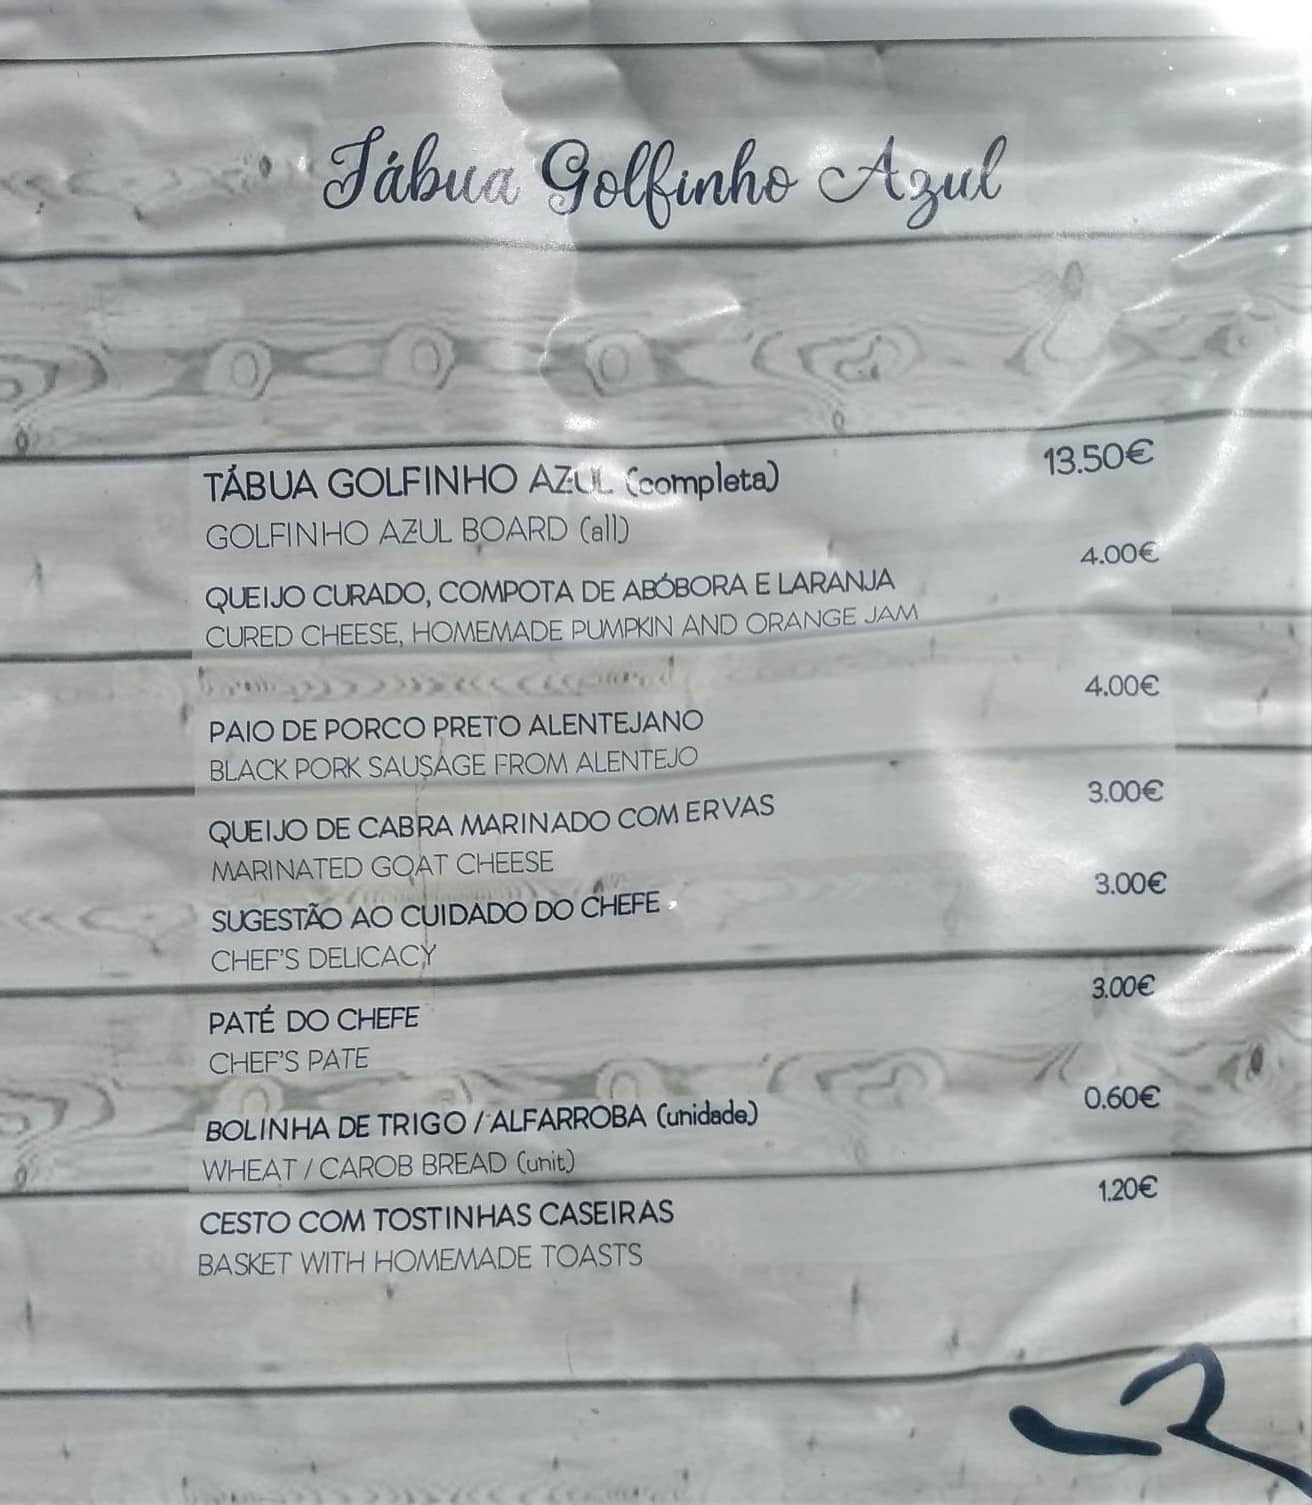 Tábua Golfinho Azul
TÁBUA GOLFINHO AZUL (completa) 13.50€
GOLFINHO AZUL BOARD (all)
QUEIJO CURADO, COMPOTA DE ABÓBORA E LARANJA 4.00€
CURED CHEESE, HOMEMADE PUMPKIN AND ORANGE JAM
PAIO DE PORCO PRETO ALENTEJANO 4.00€
BLACK PORK SAUSAGE FROM ALENTEJO
QUEIJO DE CABRA MARINADO COM ERVAS 3.00€
MARINATED GOAT CHEESE
SUGESTÃO AO CUIDADO DO CHEFE 3.00€
CHEF'S DELICACY
PATÉ DO CHEFE 3.00€
CHEF'S PATE
BOLINHA DE TRIGO / ALFARROBA (unidade) 0.60€
WHEAT / CAROB BREAD (unit)
CESTO COM TOSTINHAS CASEIRAS 1.20€
BASKET WITH HOMEMADE TOASTS